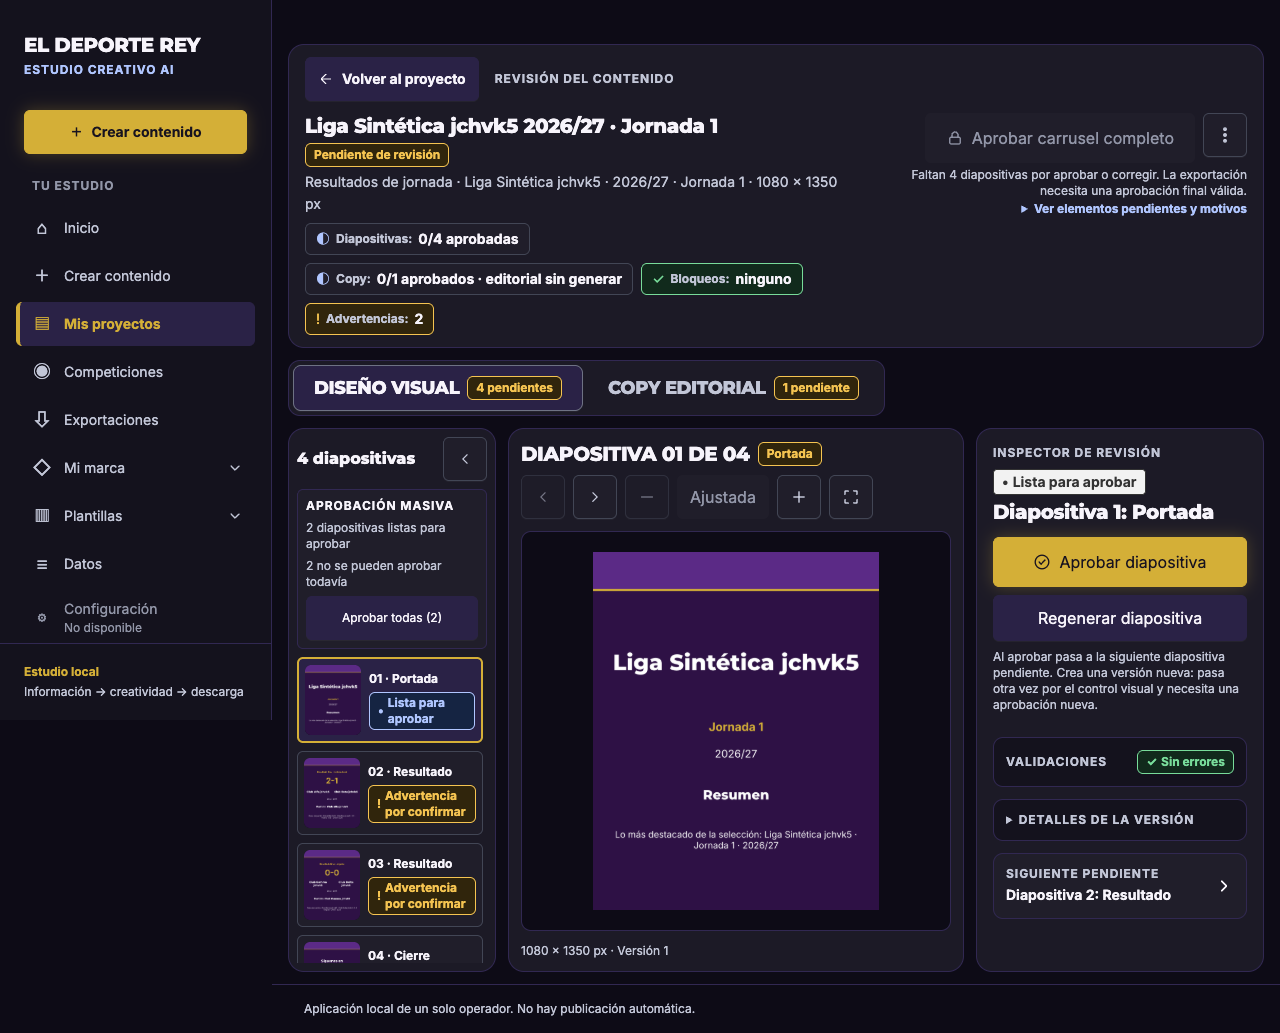 EL DEPORTE REY
ESTUDIO CREATIVO AI
+ Crear contenido
TU ESTUDIO
Inicio
Crear contenido
Mis proyectos
Competiciones
Exportaciones
Mi marca
Plantillas
Datos
Configuración
No disponible
Estudio local
Información → creatividad → descarga
← Volver al proyecto
REVISIÓN DEL CONTENIDO
Liga Sintética jchvk5 2026/27 · Jornada 1
Pendiente de revisión
Resultados de jornada · Liga Sintética jchvk5 · 2026/27 · Jornada 1 · 1080 × 1350
px
Diapositivas: 0/4 aprobadas
Copy: 0/1 aprobados · editorial sin generar
✓ Bloqueos: ninguno
! Advertencias: 2
Aprobar carrusel completo
Faltan 4 diapositivas por aprobar o corregir. La exportación
necesita una aprobación final válida.
▸ Ver elementos pendientes y motivos
DISEÑO VISUAL 4 pendientes
COPY EDITORIAL 1 pendiente
4 diapositivas
APROBACIÓN MASIVA
2 diapositivas listas para
aprobar
2 no se pueden aprobar
todavía
Aprobar todas (2)
01 · Portada
• Lista para
aprobar
02 · Resultado
! Advertencia
por confirmar
03 · Resultado
! Advertencia
por confirmar
04 · Cierre
DIAPOSITIVA 01 DE 04 Portada
Ajustada
Liga Sintética jchvk5
Jornada 1
2026/27
Resumen
Lo más destacado de la selección: Liga Sintética jchvk5 ·
Jornada 1 · 2026/27
1080 × 1350 px · Versión 1
INSPECTOR DE REVISIÓN
• Lista para aprobar
Diapositiva 1: Portada
Aprobar diapositiva
Regenerar diapositiva
Al aprobar pasa a la siguiente diapositiva
pendiente. Crea una versión nueva: pasa
otra vez por el control visual y necesita una
aprobación nueva.
VALIDACIONES ✓ Sin errores
▸ DETALLES DE LA VERSIÓN
SIGUIENTE PENDIENTE
Diapositiva 2: Resultado
Aplicación local de un solo operador. No hay publicación automática.